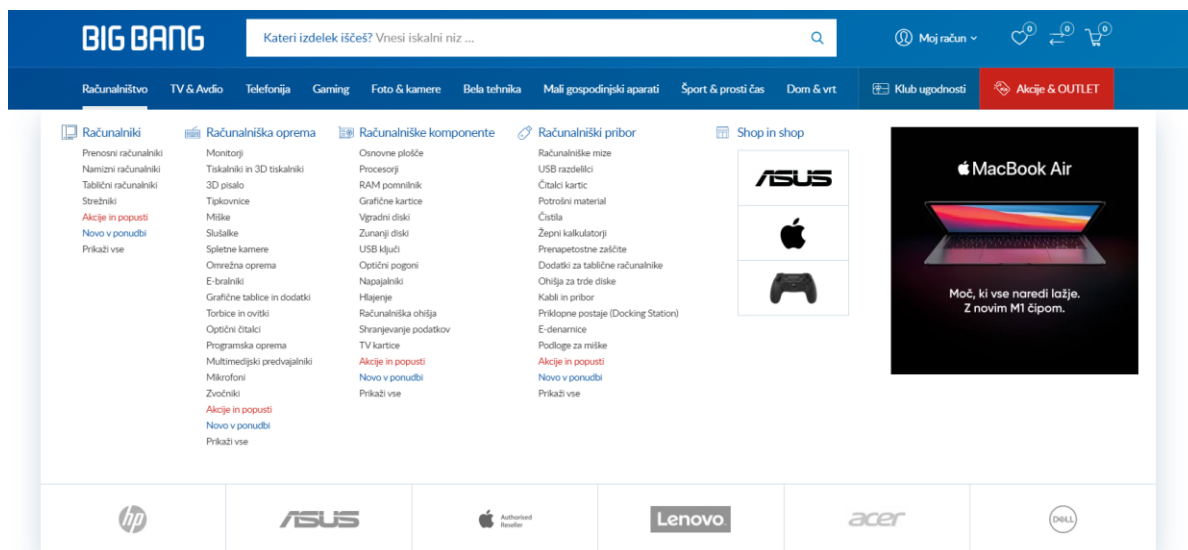 BIG BANG
Kateri izdelek iščeš? Vnesi iskalni niz ...
Moj račun
0
0
0
Računalništvo
TV & Avdio
Telefonija
Gaming
Foto & kamere
Bela tehnika
Mali gospodinjski aparati
Šport & prosti čas
Dom & vrt
Klub ugodnosti
Akcije & OUTLET
Računalniki
Prenosni računalniki
Namizni računalniki
Tablični računalniki
Strežniki
Akcije in popusti
Novo v ponudbi
Prikaži vse
Računalniška oprema
Monitorji
Tiskalniki in 3D tiskalniki
3D pisalo
Tipkovnice
Miške
Slušalke
Spletne kamere
Omrežna oprema
E-bralniki
Grafične tablice in dodatki
Torbice in ovitki
Optični čitalci
Programska oprema
Multimedijski predvajalniki
Mikrofoni
Zvočniki
Akcije in popusti
Novo v ponudbi
Prikaži vse
Računalniške komponente
Osnovne plošče
Procesorji
RAM pomnilnik
Grafične kartice
Vgradni diski
Zunanji diski
USB ključi
Optični pogoni
Napajalniki
Hlajenje
Računalniška ohišja
Shranjevanje podatkov
TV kartice
Akcije in popusti
Novo v ponudbi
Prikaži vse
Računalniški pribor
Računalniške mize
USB razdelilci
Čitalci kartic
Potrošni material
Čistila
Žepni kalkulatorji
Prenapetostne zaščite
Dodatki za tablične računalnike
Ohišja za trde diske
Kabli in pribor
Priklopne postaje (Docking Station)
E-denarnice
Podloge za miške
Akcije in popusti
Novo v ponudbi
Prikaži vse
Shop in shop
ASUS
MacBook Air
Moč, ki vse naredi lažje.
Z novim M1 čipom.
hp
ASUS
Authorised
Reseller
Lenovo
acer
DELL